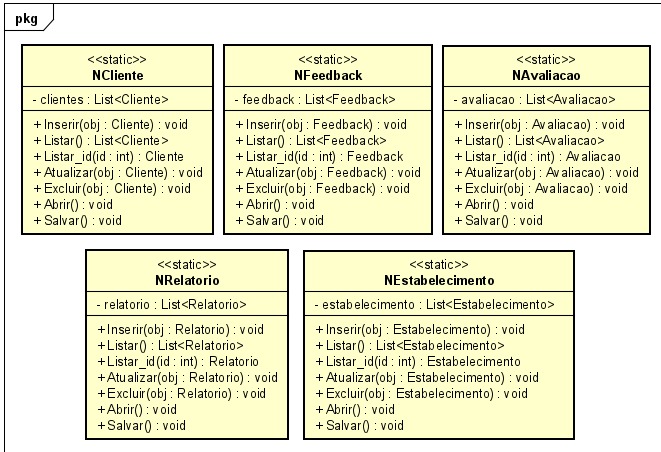 pkg
<<static>>
NCliente
- clientes : List<Cliente>
+ Inserir(obj : Cliente) : void
+ Listar() : List<Cliente>
+ Listar_id(id : int) : Cliente
+ Atualizar(obj : Cliente) : void
+ Excluir(obj : Cliente) : void
+ Abrir() : void
+ Salvar() : void
<<static>>
NFeedback
- feedback : List<Feedback>
+ Inserir(obj : Feedback) : void
+ Listar() : List<Feedback>
+ Listar_id(id : int) : Feedback
+ Atualizar(obj : Feedback) : void
+ Excluir(obj : Feedback) : void
+ Abrir() : void
+ Salvar() : void
<<static>>
NAvaliacao
- avaliacao : List<Avaliacao>
+ Inserir(obj : Avaliacao) : void
+ Listar() : List<Avaliacao>
+ Listar_id(id : int) : Avaliacao
+ Atualizar(obj : Avaliacao) : void
+ Excluir(obj : Avaliacao) : void
+ Abrir() : void
+ Salvar() : void
<<static>>
NRelatorio
- relatorio : List<Relatorio>
+ Inserir(obj : Relatorio) : void
+ Listar() : List<Relatorio>
+ Listar_id(id : int) : Relatorio
+ Atualizar(obj : Relatorio) : void
+ Excluir(obj : Relatorio) : void
+ Abrir() : void
+ Salvar() : void
<<static>>
NEstabelecimento
- estabelecimento : List<Estabelecimento>
+ Inserir(obj : Estabelecimento) : void
+ Listar() : List<Estabelecimento>
+ Listar_id(id : int) : Estabelecimento
+ Atualizar(obj : Estabelecimento) : void
+ Excluir(obj : Estabelecimento) : void
+ Abrir() : void
+ Salvar() : void